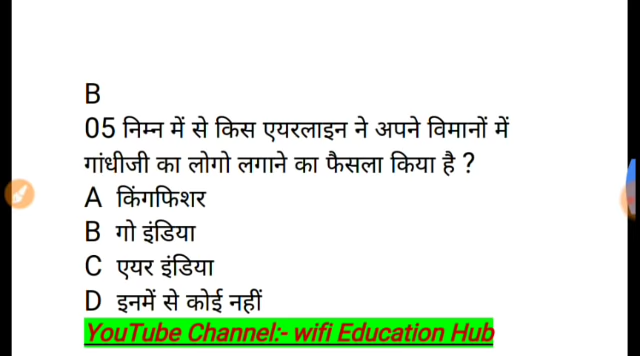 B
05 निम्न में से किस एयरलाइन ने अपने विमानों में
गांधीजी का लोगो लगाने का फैसला किया है ?
A किंगफिशर
B गो इंडिया
C एयर इंडिया
D इनमें से कोई नहीं
YouTube Channel:- wifi Education Hub